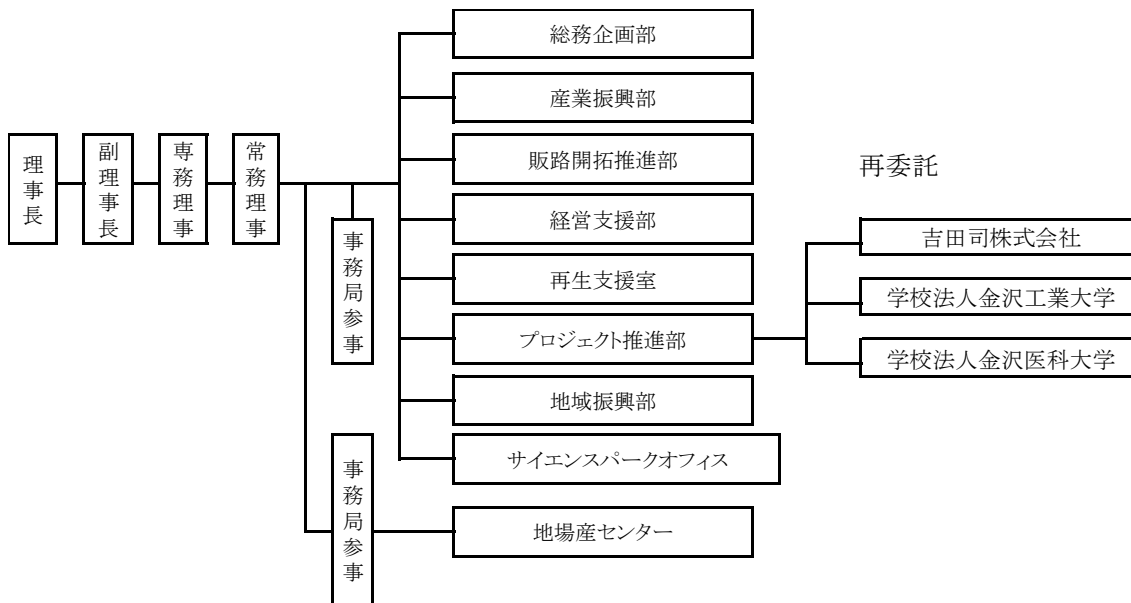 理事長
副理事長
専務理事
常務理事
事務局参事
事務局参事
総務企画部
産業振興部
販路開拓推進部
経営支援部
再生支援室
プロジェクト推進部
地域振興部
サイエンスパークオフィス
地場産センター
再委託
吉田司株式会社
学校法人金沢工業大学
学校法人金沢医科大学